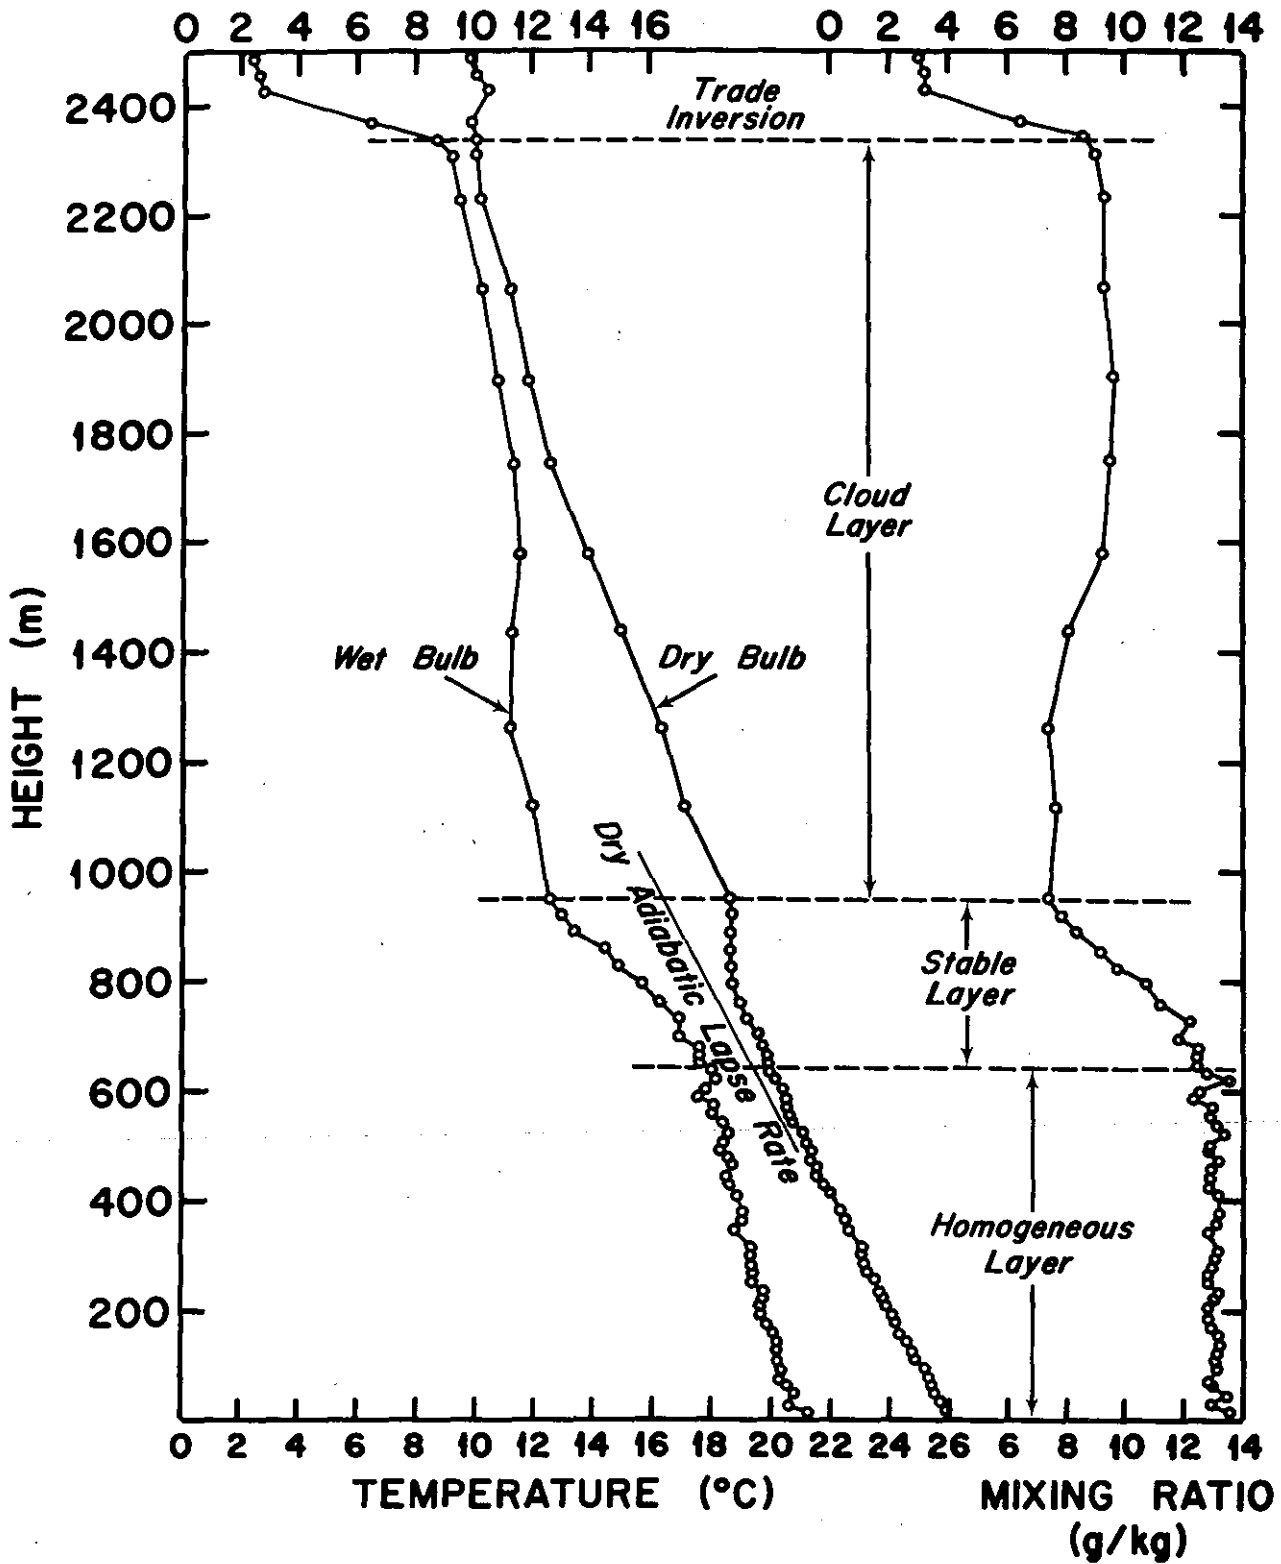 0 2 4 6 8 10 12 14 16 0 2 4 6 8 10 12 14
Trade
Inversion
2400
2200
2000
1800
1600
1400
1200
1000
800
600
400
200
HEIGHT (m)
Cloud
Layer
Wet Bulb
Dry Bulb
Dry Adiabatic Lapse Rate
Stable
Layer
Homogeneous
Layer
0 2 4 6 8 10 12 14 16 18 20 22 24 26 6 8 10 12 14
TEMPERATURE (°C)
MIXING RATIO
(g/kg)